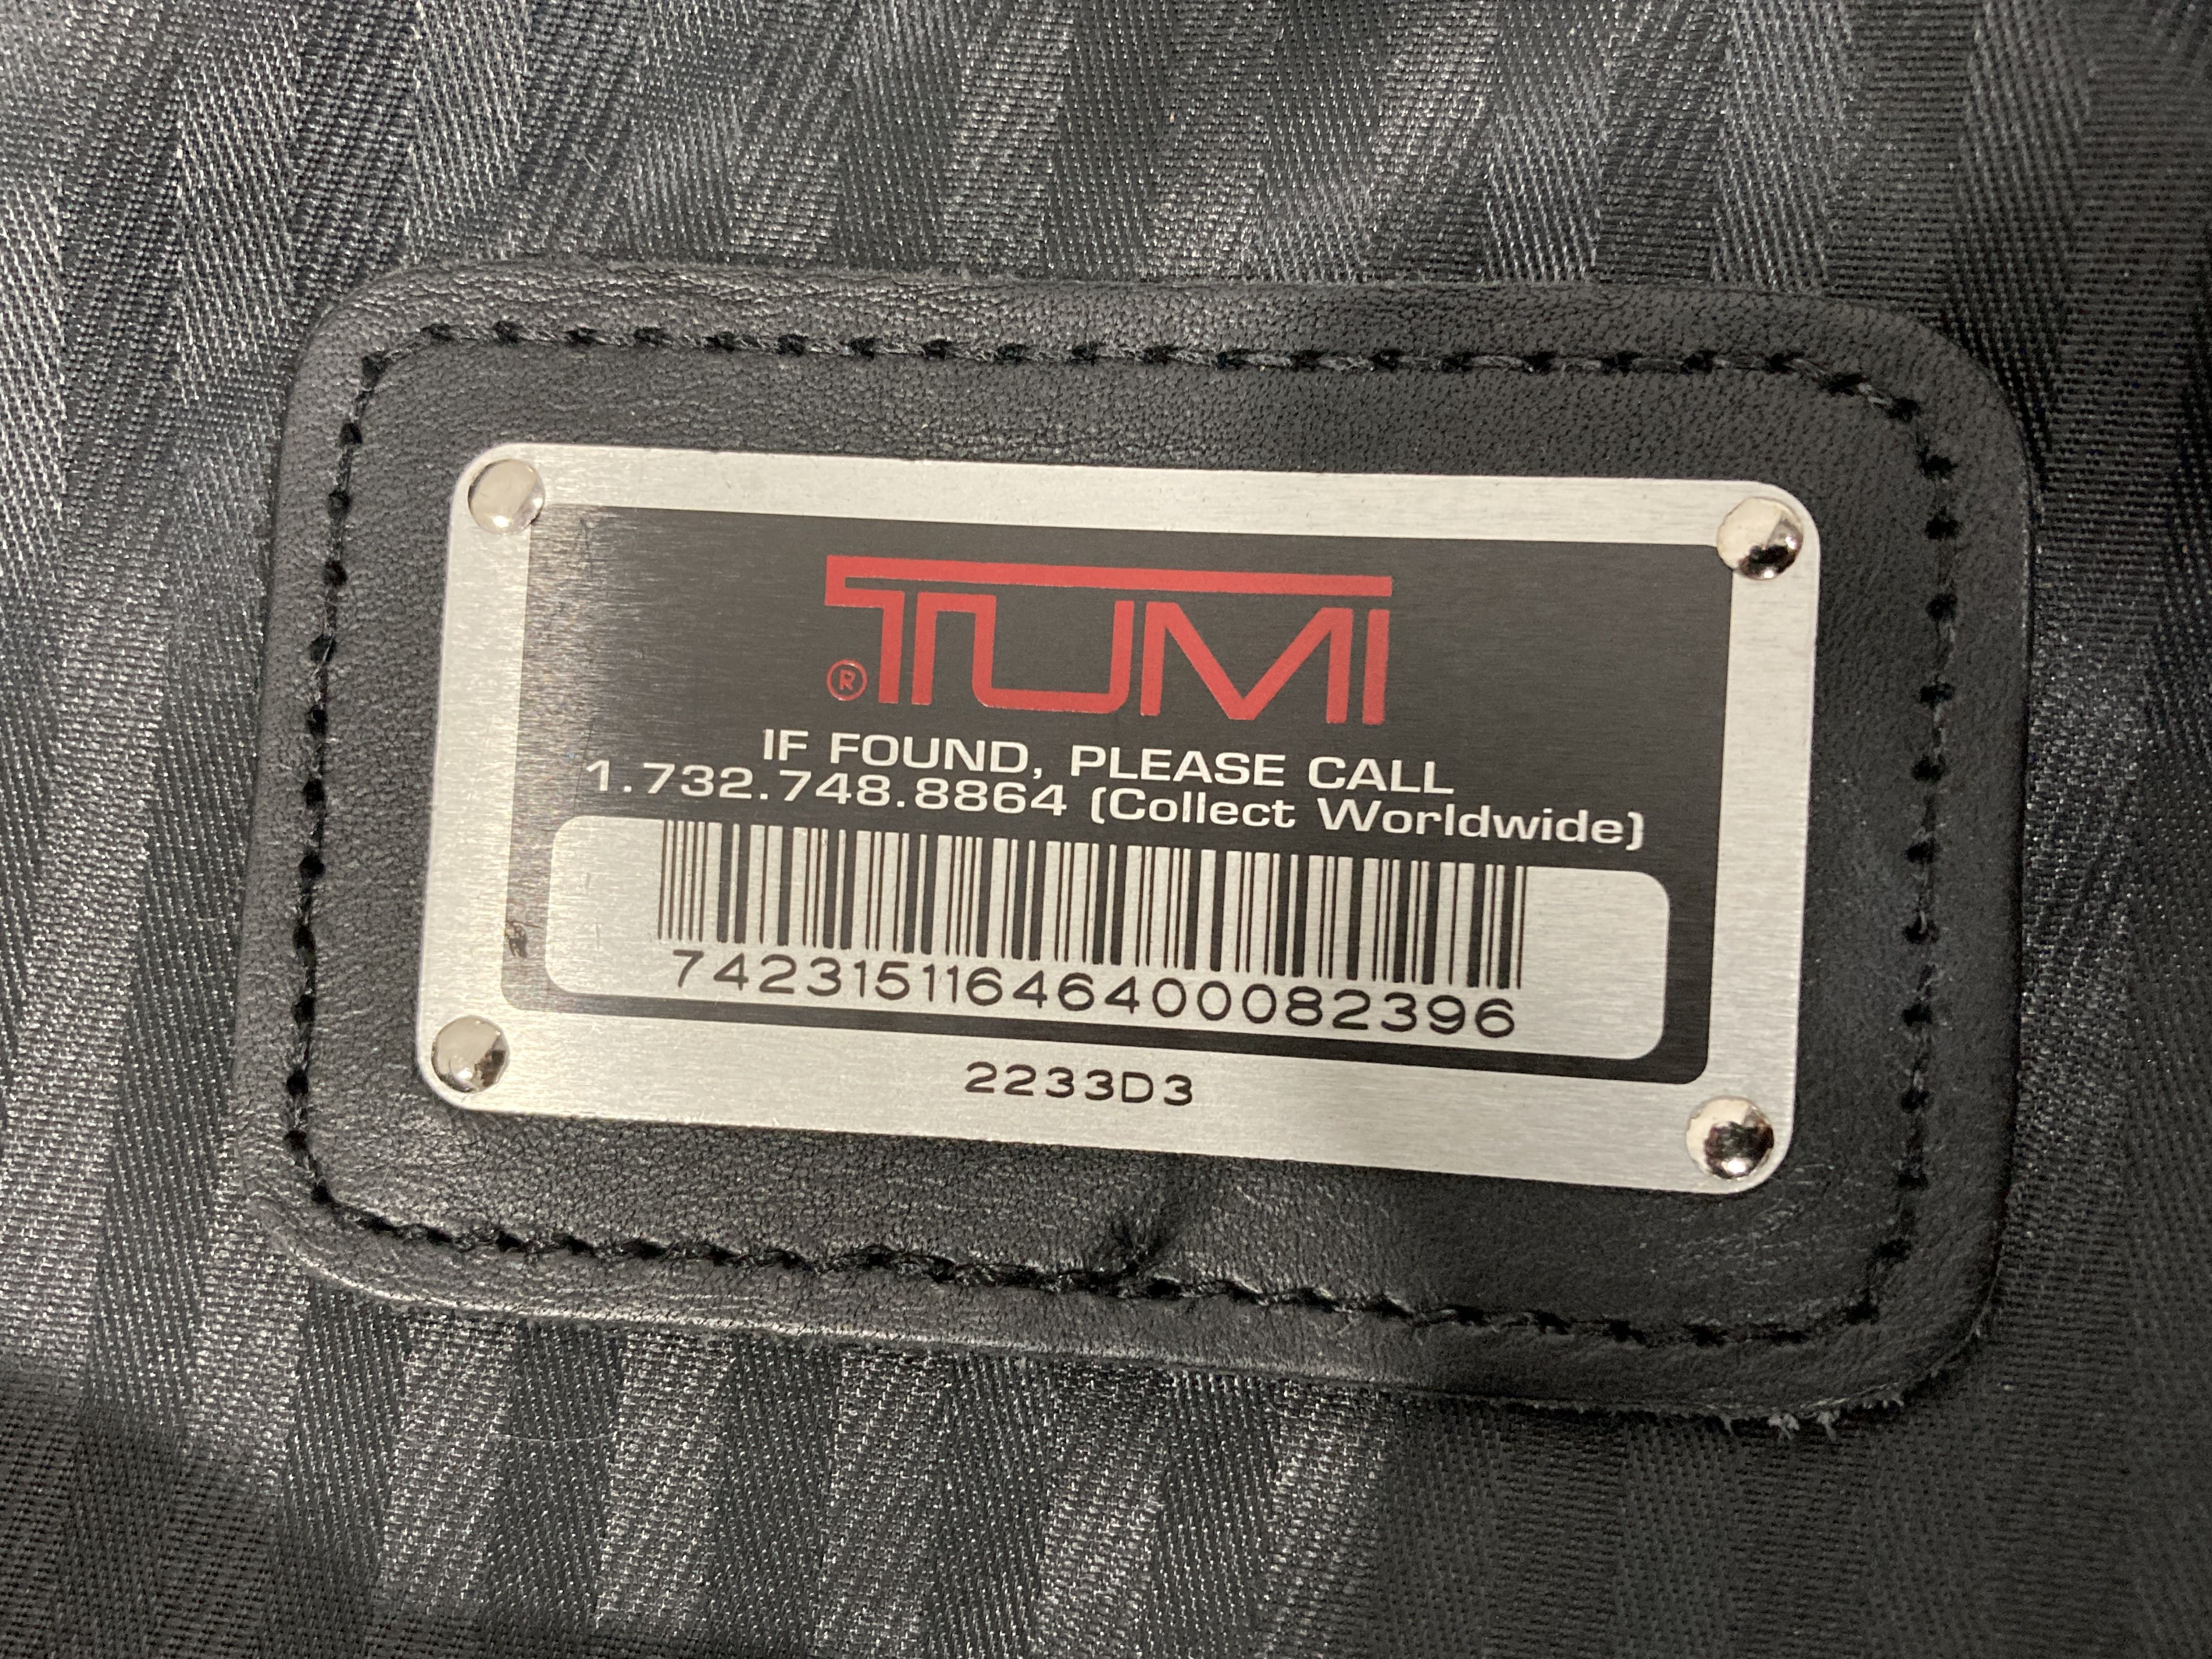 TUMI
®
IF FOUND, PLEASE CALL
1.732.748.8864 (Collect Worldwide)
74231511646400082396
2233D3